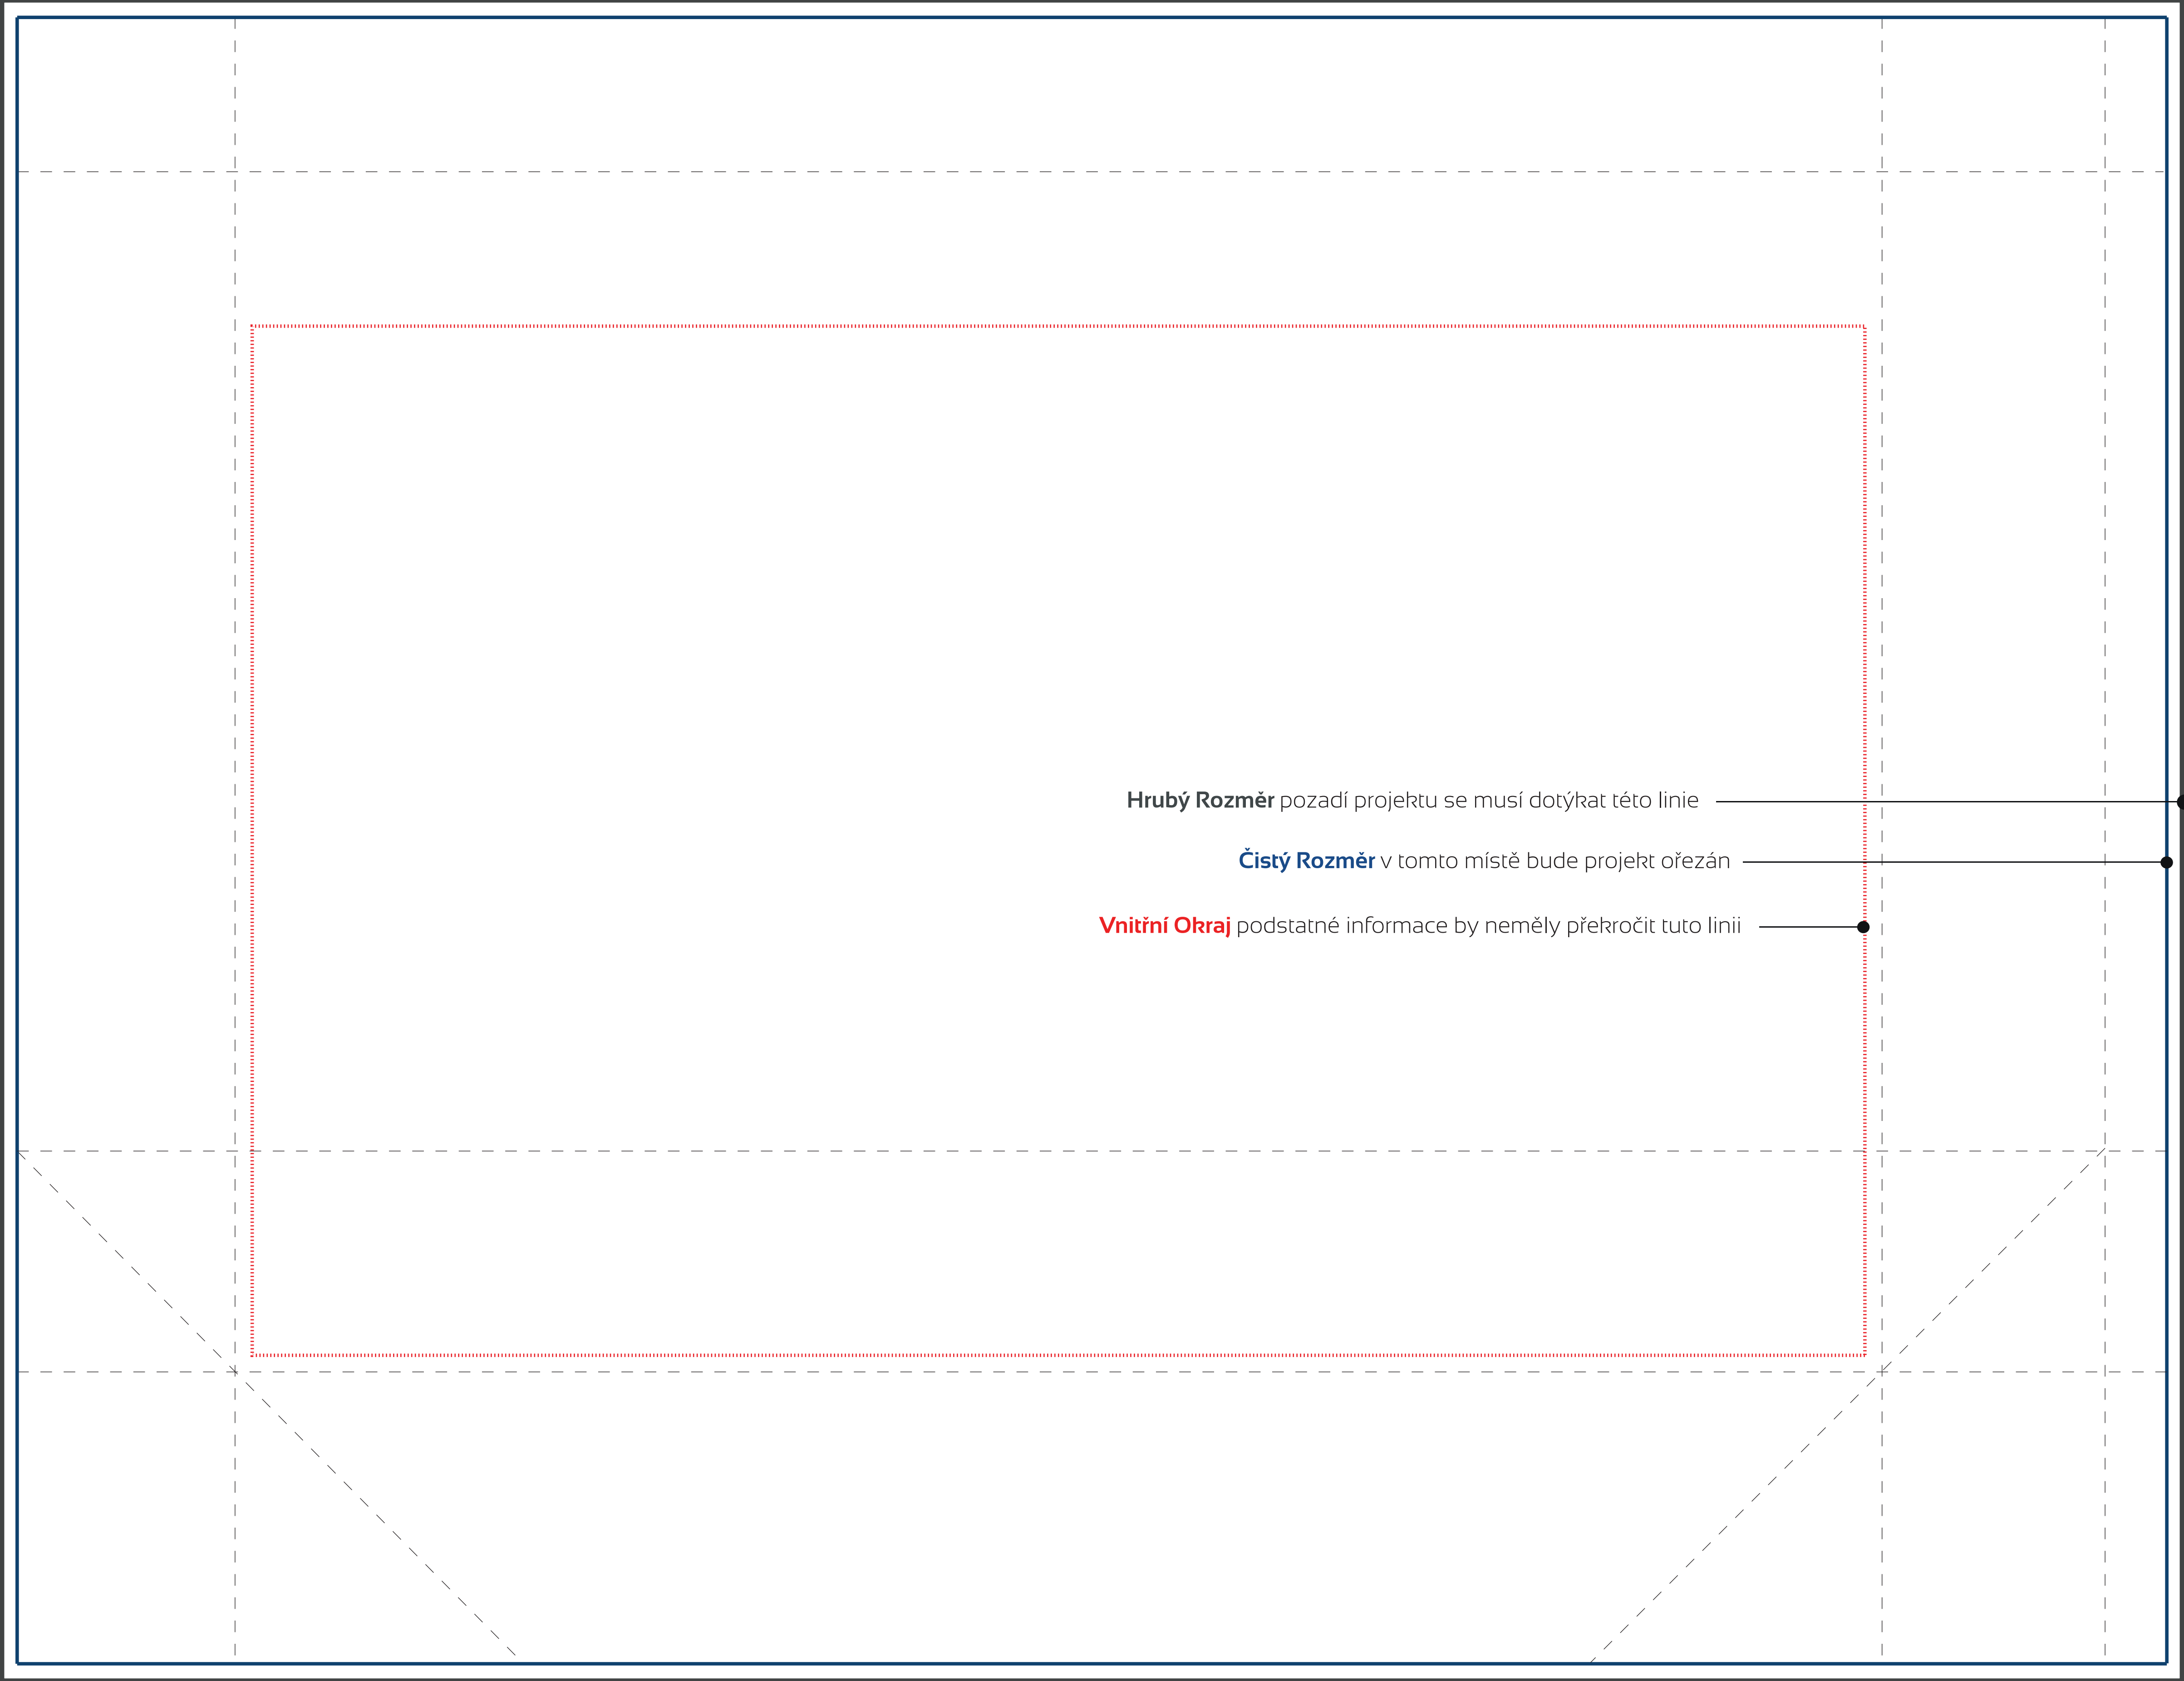 Hrubý Rozměr pozadí projektu se musí dotýkat této linie
Čistý Rozměr v tomto místě bude projekt ořezán
Vnitřní Okraj podstatné informace by neměly překročit tuto linii